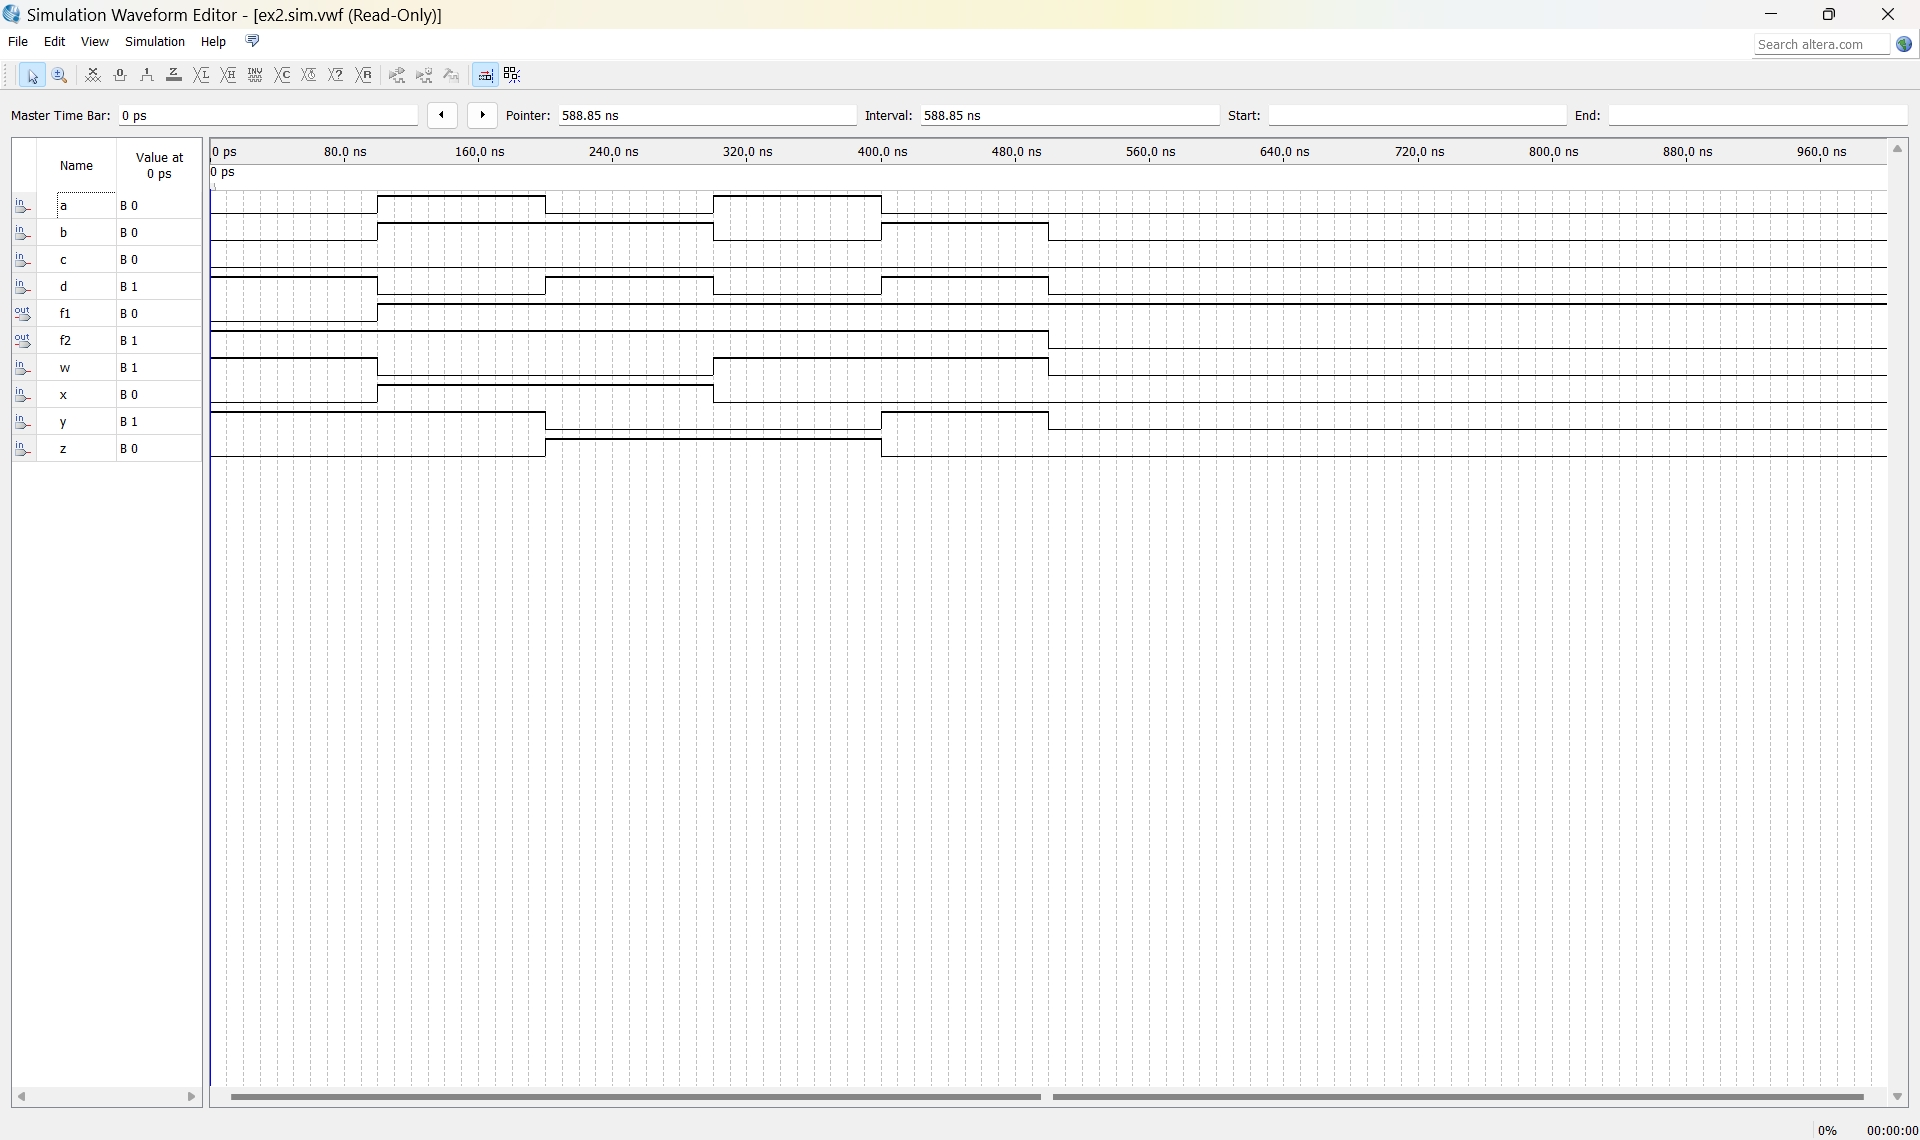 Simulation Waveform Editor - [ex2.sim.vwf (Read-Only)]
File Edit View Simulation Help
Search altera.com
Master Time Bar: 0 ps Pointer: 588.85 ns Interval: 588.85 ns Start: End:
Name Value at 0 ps
0 ps 80.0 ns 160.0 ns 240.0 ns 320.0 ns 400.0 ns 480.0 ns 560.0 ns 640.0 ns 720.0 ns 800.0 ns 880.0 ns 960.0 ns
0 ps
in a B 0
in b B 0
in c B 0
in d B 1
out f1 B 0
out f2 B 1
in w B 1
in x B 0
in y B 1
in z B 0
0% 00:00:00